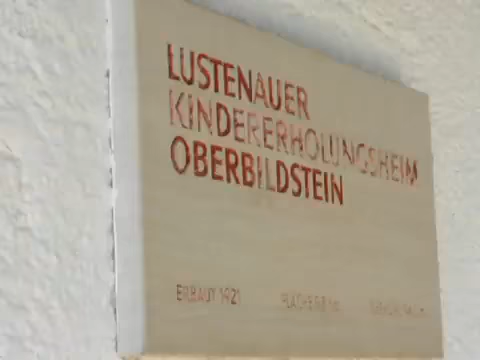 LUSTENAUER
KINDERERHOLUNGSHEIM
OBERBILDSTEIN
ERBAUT 1921